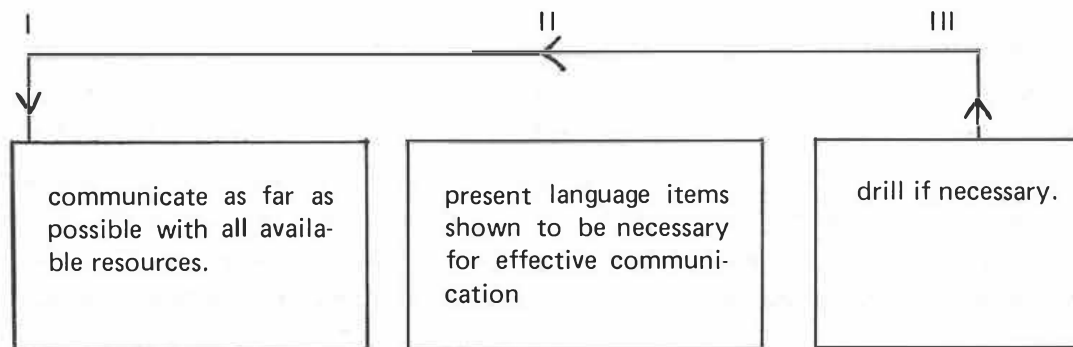 I II III
communicate as far as
possible with all availa-
ble resources.
present language items
shown to be necessary
for effective communi-
cation
drill if necessary.